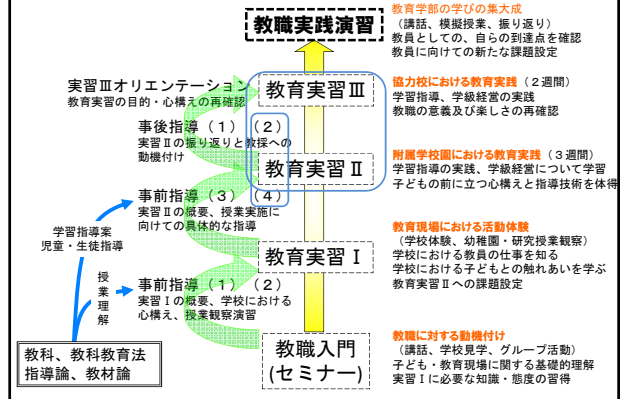 教育学部の学びの集大成
（講話、模擬授業、振り返り）
教員としての、自らの到達点を確認
教員に向けての新たな課題設定
教職実践演習
実習Ⅲオリエンテーション
教育実習の目的・心構えの再確認
教育実習Ⅲ
協力校における教育実践（２週間）
学習指導、学級経営の実践
教職の意義及び楽しさの再確認
事後指導（１）（２）
実習Ⅱの振り返りと教採への
動機付け
教育実習Ⅱ
附属学校園における教育実践（３週間）
学習指導の実践、学級経営について学習
子どもの前に立つ心構えと指導技術を体得
事前指導（３）（４）
実習Ⅱの概要、授業実施に
向けての具体的な指導
学習指導案
児童・生徒指導
教育実習Ⅰ
教育現場における活動体験
（学校体験、幼稚園・研究授業観察）
学校における教員の仕事を知る
学校における子どもとの触れあいを学ぶ
教育実習Ⅱへの課題設定
授業理解
事前指導（１）（２）
実習Ⅰの概要、学校における
心構え、授業観察演習
教科、教科教育法
指導論、教材論
教職入門
(セミナー)
教職に対する動機付け
（講話、学校見学、グループ活動）
子ども・教育現場に関する基礎的理解
実習Ⅰに必要な知識・態度の習得